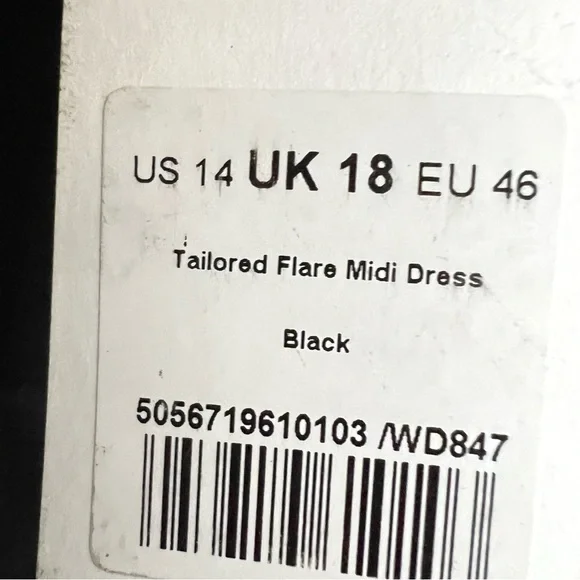 US 14 UK 18 EU 46
Tailored Flare Midi Dress
Black
5056719610103 /WD847